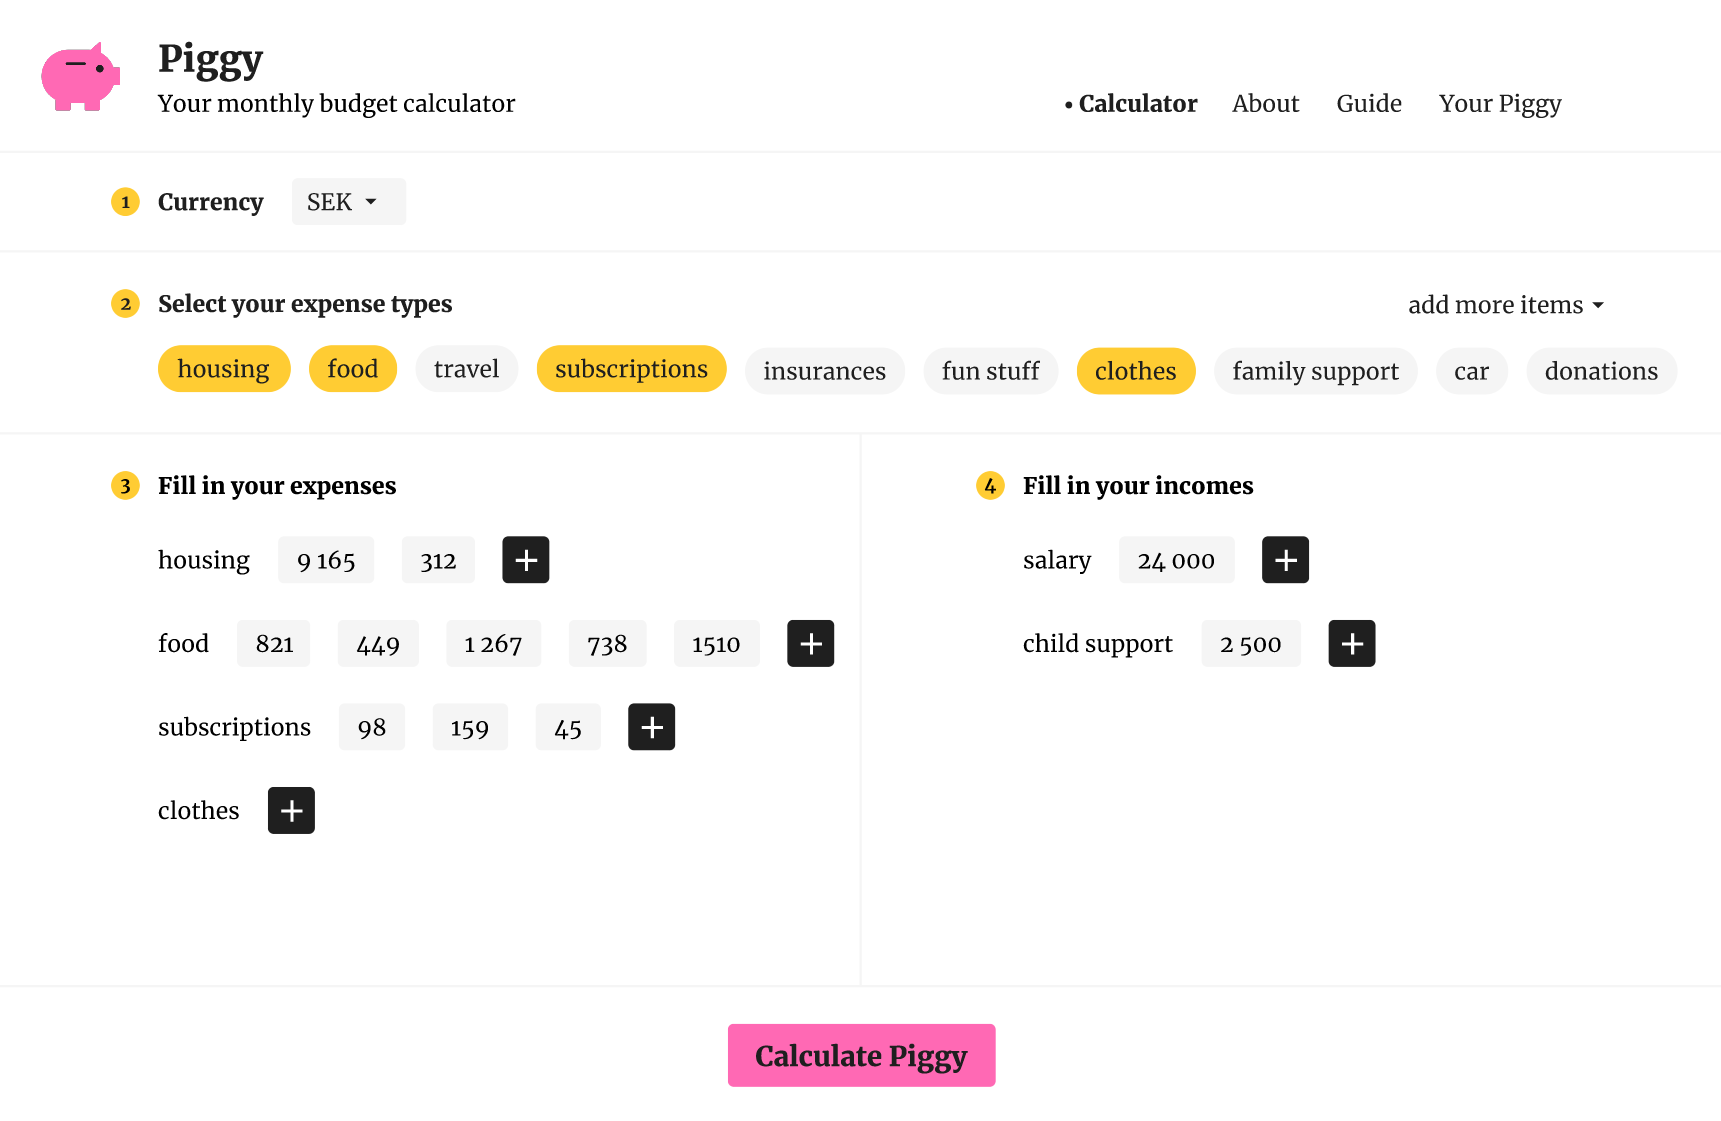 Piggy
Your monthly budget calculator
• Calculator About Guide Your Piggy
1 Currency SEK
2 Select your expense types add more items
housing food travel subscriptions insurances fun stuff clothes family support car donations
3 Fill in your expenses
housing 9 165 312 +
food 821 449 1 267 738 1510 +
subscriptions 98 159 45 +
clothes +
4 Fill in your incomes
salary 24 000 +
child support 2 500 +
Calculate Piggy